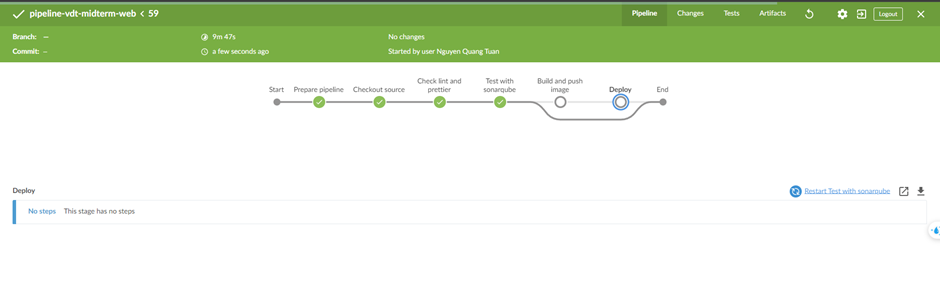 pipeline-vdt-midterm-web < 59
Pipeline Changes Tests Artifacts Logout
Branch: — 9m 47s No changes
Commit: — a few seconds ago Started by user Nguyen Quang Tuan
Start Prepare pipeline Checkout source Check lint and prettier Test with sonarqube Build and push image Deploy End
Deploy Restart Test with sonarqube
No steps This stage has no steps